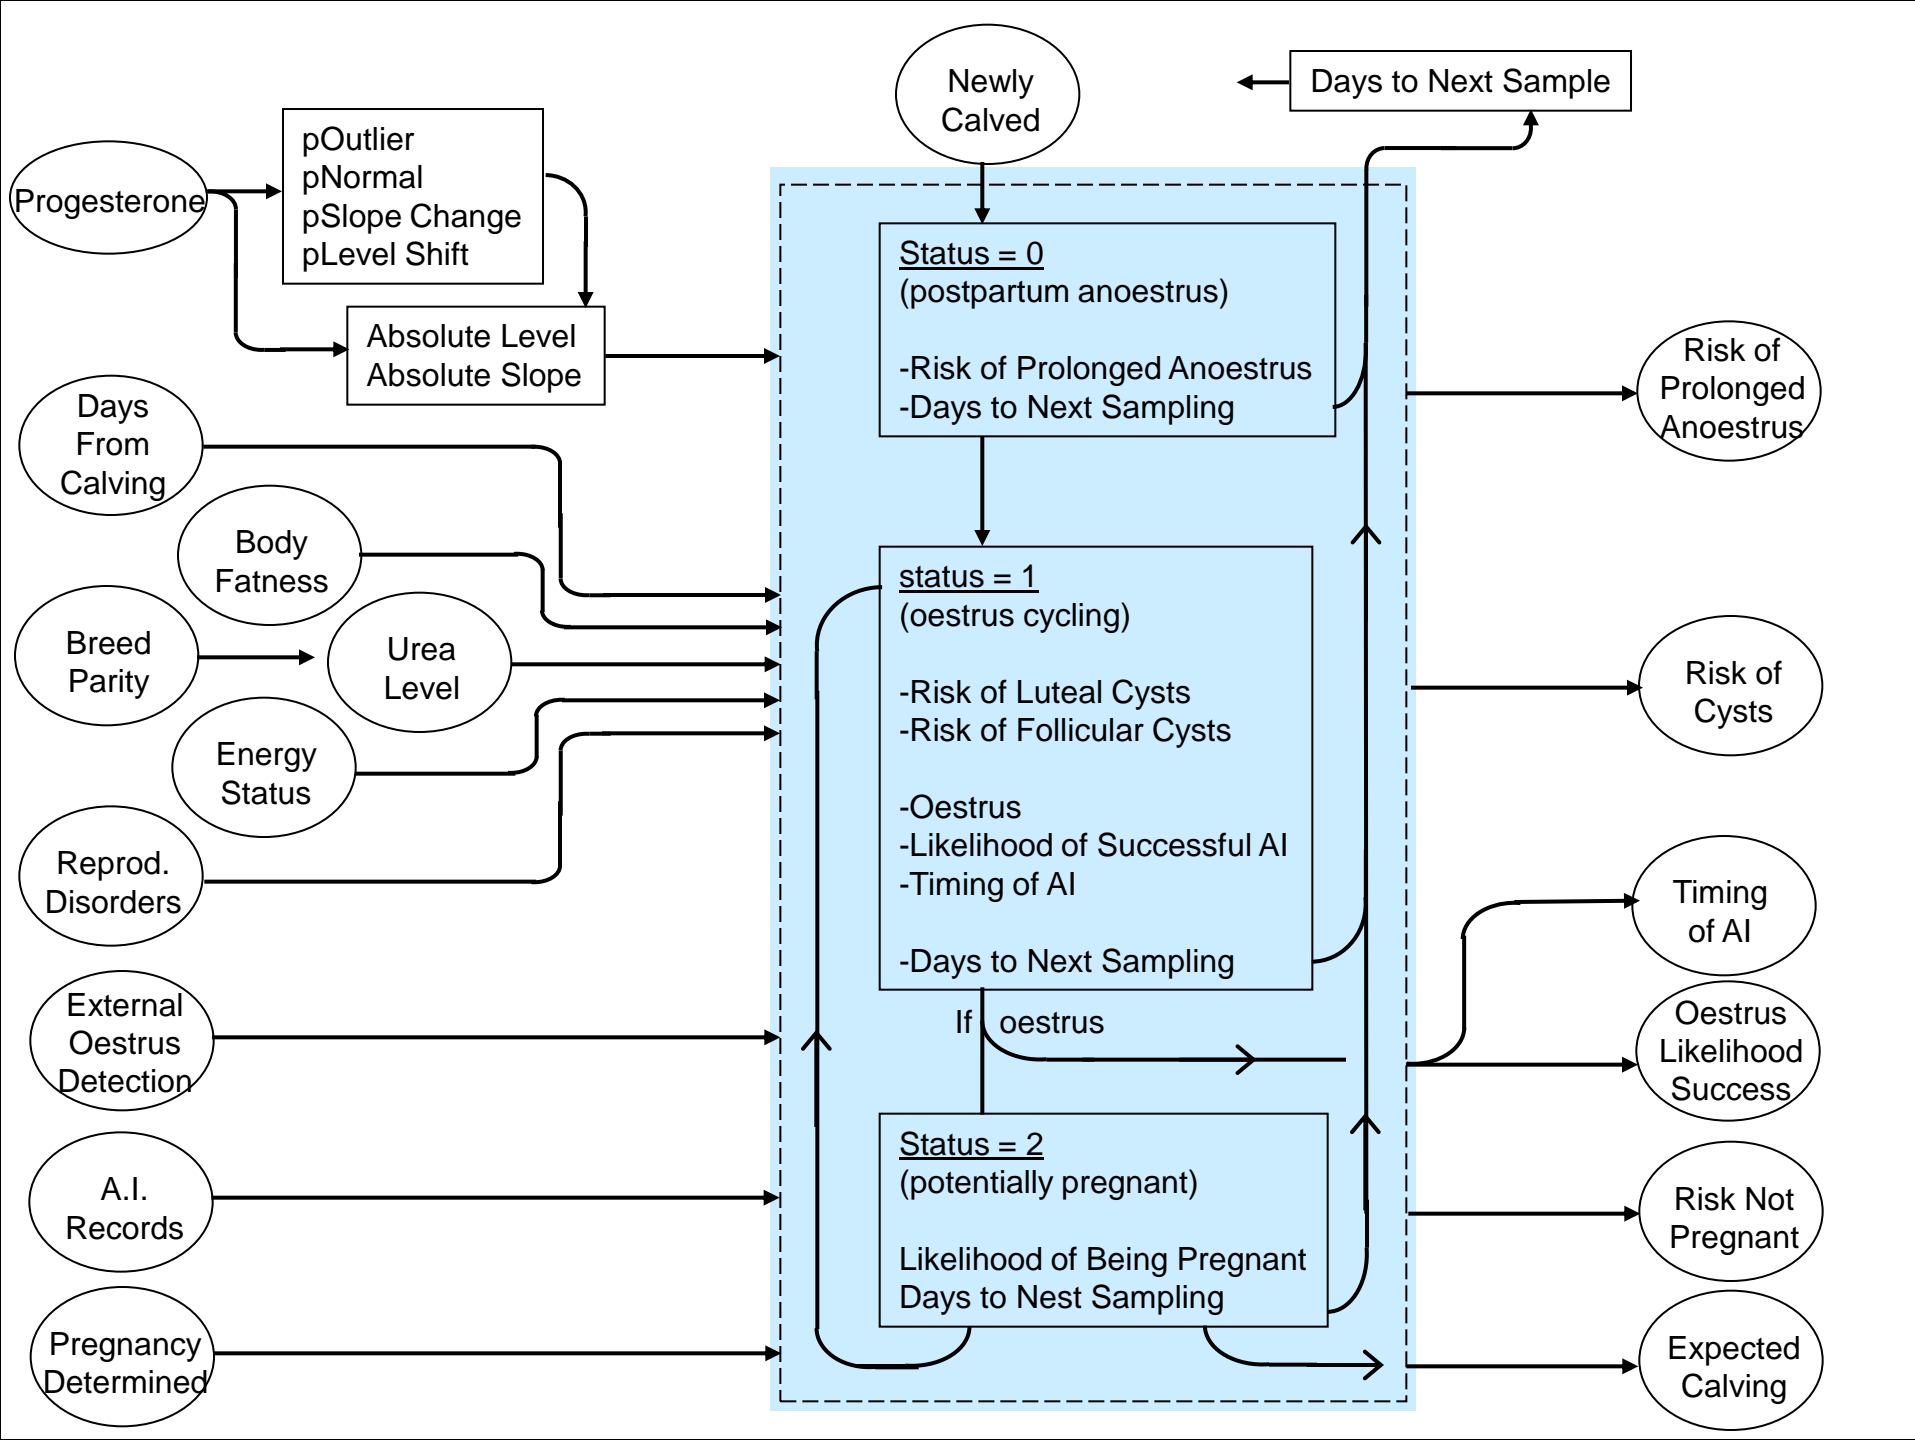 Newly
Calved
Days to Next Sample
pOutlier
pNormal
pSlope Change
pLevel Shift
Progesterone
Absolute Level
Absolute Slope
Days
From
Calving
Body
Fatness
Breed
Parity
Urea
Level
Energy
Status
Reprod.
Disorders
External
Oestrus
Detection
A.I.
Records
Pregnancy
Determined
Status = 0
(postpartum anoestrus)
-Risk of Prolonged Anoestrus
-Days to Next Sampling
status = 1
(oestrus cycling)
-Risk of Luteal Cysts
-Risk of Follicular Cysts
-Oestrus
-Likelihood of Successful AI
-Timing of AI
-Days to Next Sampling
If oestrus
Status = 2
(potentially pregnant)
Likelihood of Being Pregnant
Days to Nest Sampling
Risk of
Prolonged
Anoestrus
Risk of
Cysts
Timing
of AI
Oestrus
Likelihood
Success
Risk Not
Pregnant
Expected
Calving